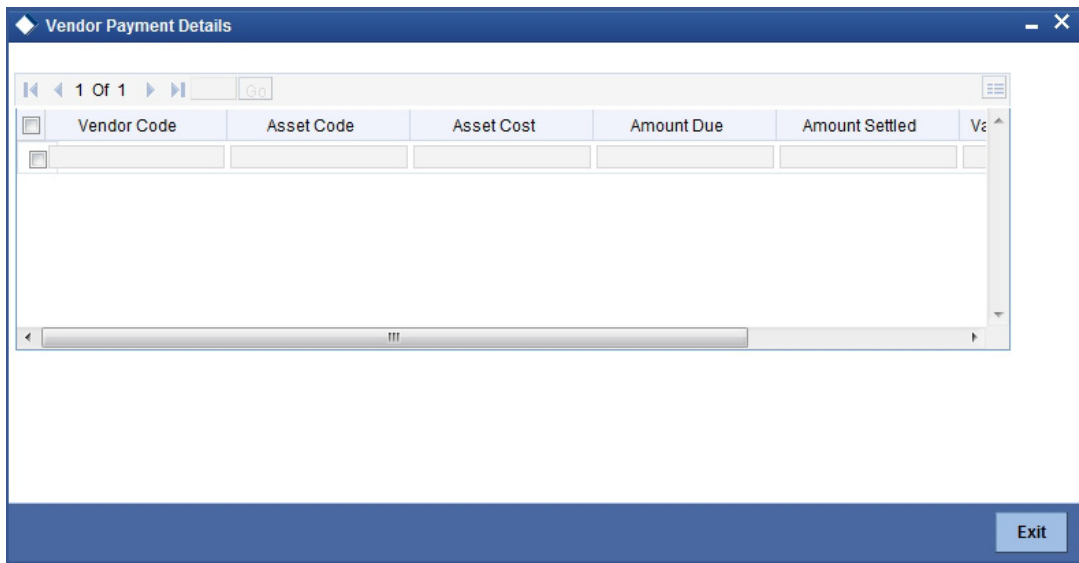 Vendor Payment Details
1 Of 1 Go
Vendor Code Asset Code Asset Cost Amount Due Amount Settled
Exit